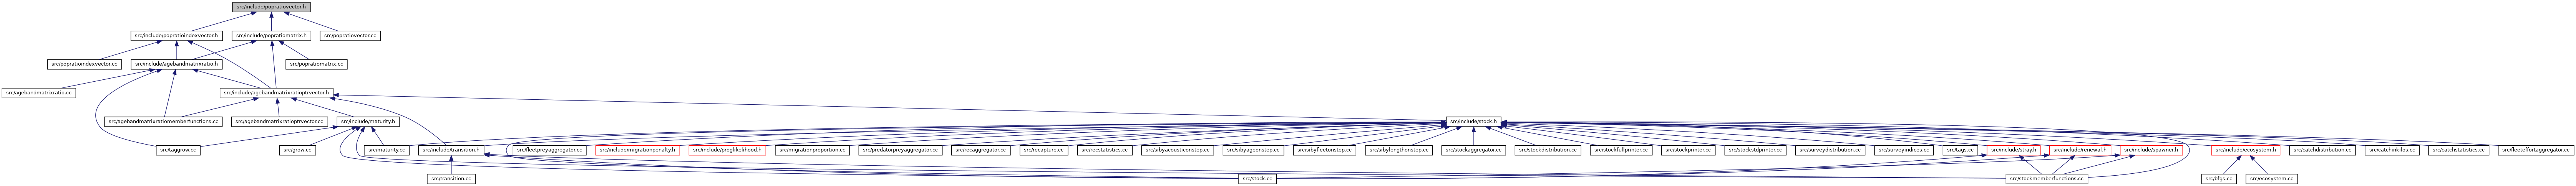 src/include/popratiovector.h
src/include/popratioindexvector.h
src/include/popratiomatrix.h
src/popratiovector.cc
src/popratioindexvector.cc
src/include/agebandmatrixratio.h
src/popratiomatrix.cc
src/agebandmatrixratio.cc
src/include/agebandmatrixratioptrvector.h
src/agebandmatrixratiomemberfunctions.cc
src/agebandmatrixratioptrvector.cc
src/include/maturity.h
src/include/stock.h
src/taggrow.cc
src/grow.cc
src/maturity.cc
src/include/transition.h
src/fleetpreyaggregator.cc
src/include/migrationpenalty.h
src/include/proglikelihood.h
src/migrationproportion.cc
src/predatorpreyaggregator.cc
src/recaggregator.cc
src/recapture.cc
src/recstatistics.cc
src/sibyacousticonstep.cc
src/sibyageonstep.cc
src/sibyfleetonstep.cc
src/sibylengthonstep.cc
src/stockaggregator.cc
src/stockdistribution.cc
src/stockfullprinter.cc
src/stockprinter.cc
src/stockstdprinter.cc
src/surveydistribution.cc
src/surveyindices.cc
src/tags.cc
src/include/stray.h
src/include/renewal.h
src/include/spawner.h
src/include/ecosystem.h
src/catchdistribution.cc
src/catchinkilos.cc
src/catchstatistics.cc
src/fleeteffortaggregator.cc
src/transition.cc
src/stock.cc
src/stockmemberfunctions.cc
src/bfgs.cc
src/ecosystem.cc